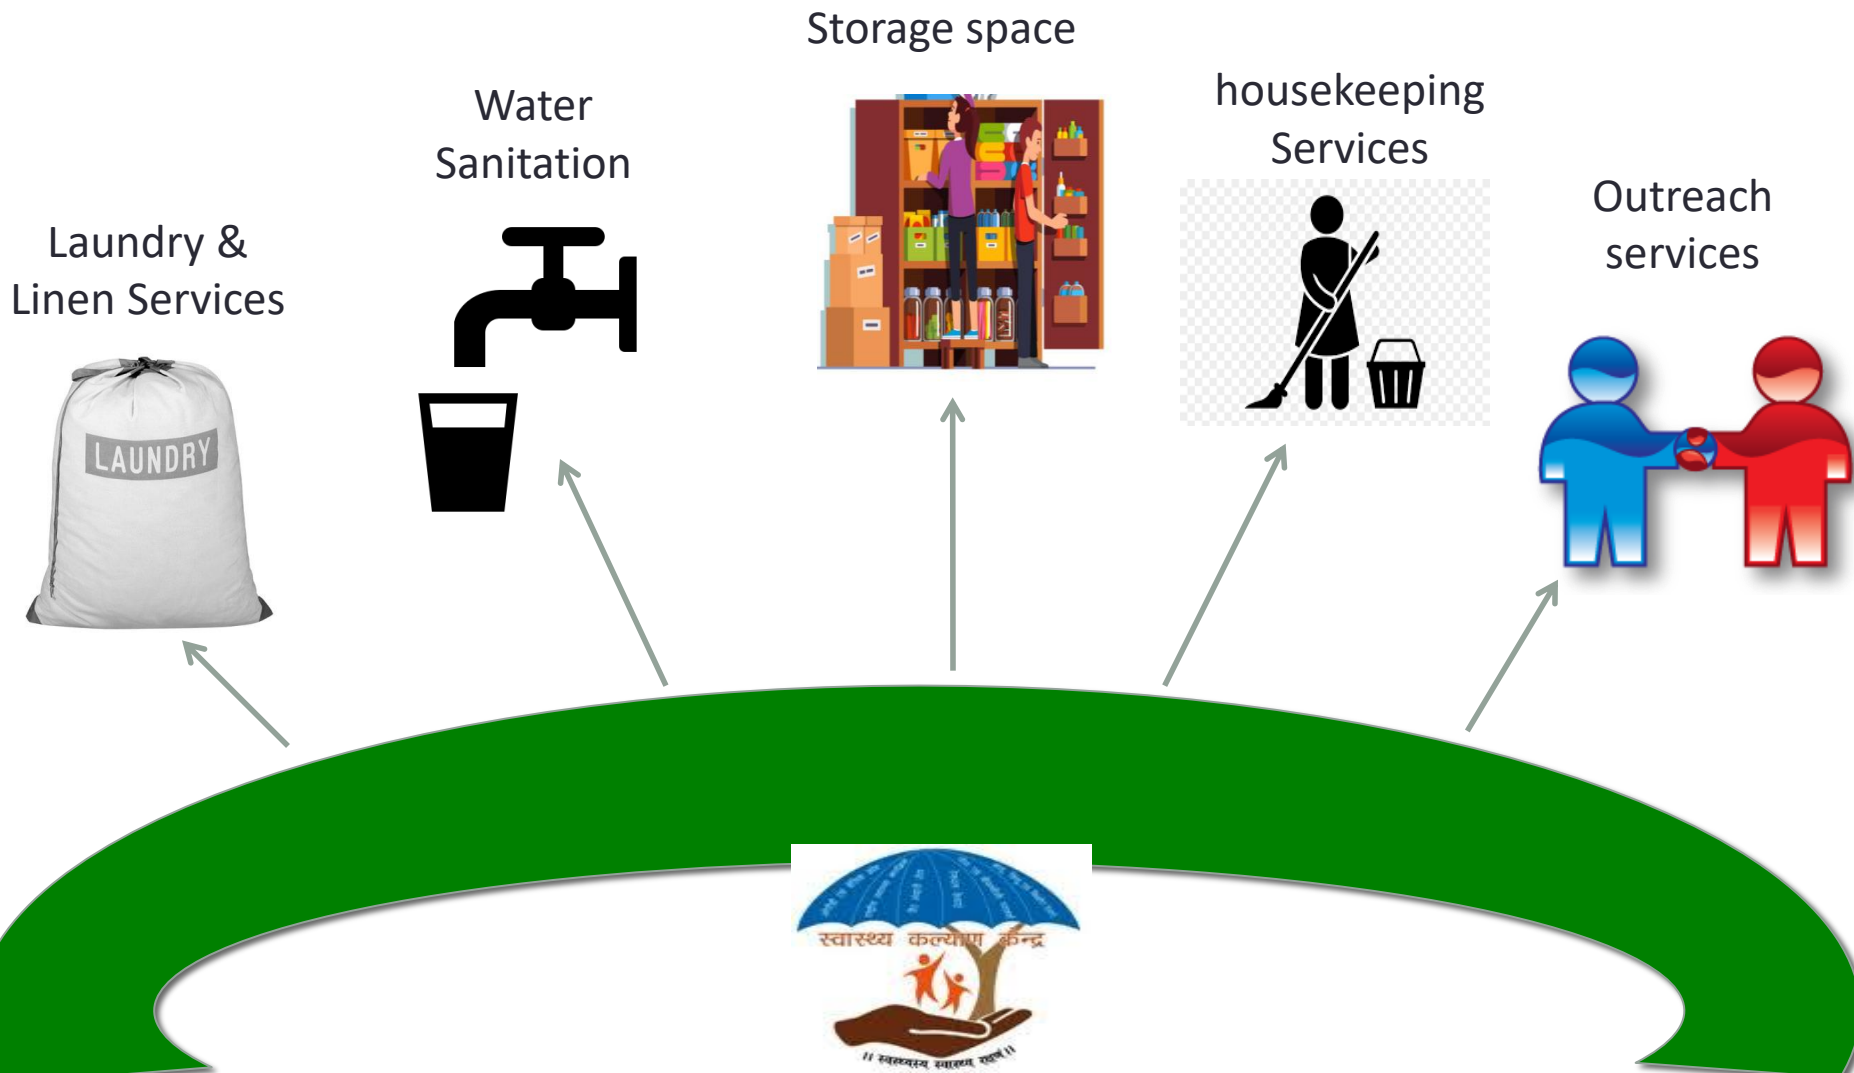 Storage space
Water
Sanitation
housekeeping
Services
Outreach
services
Laundry &
Linen Services
LAUNDRY
स्वास्थ्य कल्याण केन्द्र